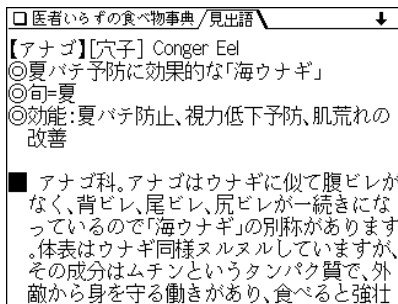 医者いらずの食べ物事典/見出語
【アナゴ】[穴子] Conger Eel
◎夏バテ予防に効果的な「海ウナギ」
◎旬=夏
◎効能:夏バテ防止、視力低下予防、肌荒れの
改善
■ アナゴ科。アナゴはウナギに似て腹ビレが
なく、背ビレ、尾ビレ、尻ビレが一続きにな
っているので「海ウナギ」の別称があります
。体表はウナギ同様ヌルヌルしていますが、
その成分はムチンというタンパク質で、外
敵から身を守る働きがあり、食べると強壮